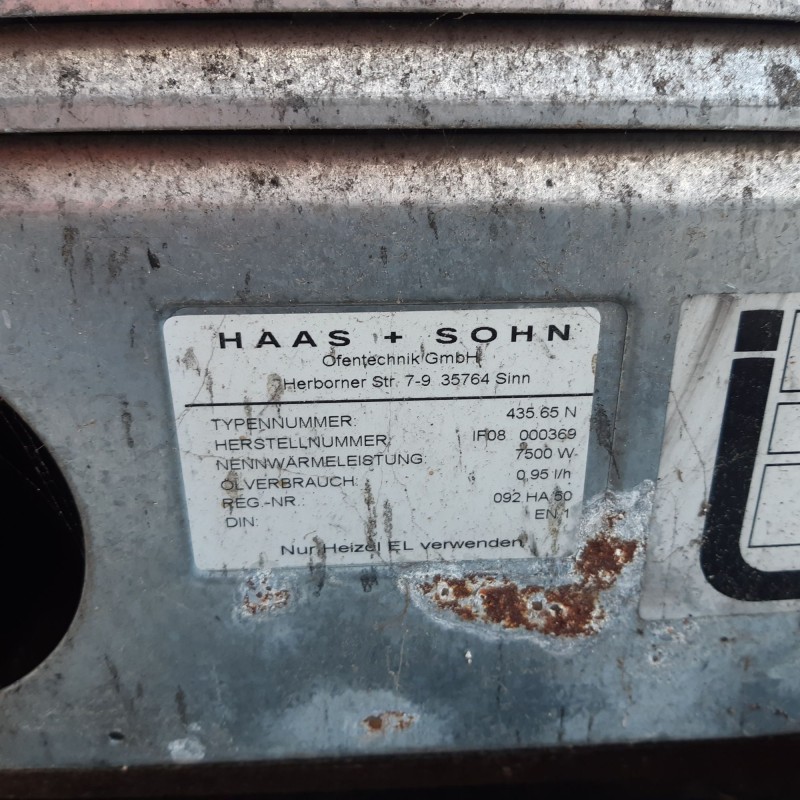 HAAS + SOHN
Ofentechnik GmbH
Herborner Str. 7-9 35764 Sinn
TYPENNUMMER: 435.65 N
HERSTELLNUMMER: IF08 000369
NENNWÄRMELEISTUNG: 7500 W
ÖLVERBRAUCH: 0,95 l/h
REG.-NR.: 092 HA 50
DIN: EN 1
Nur Heizöl EL verwenden